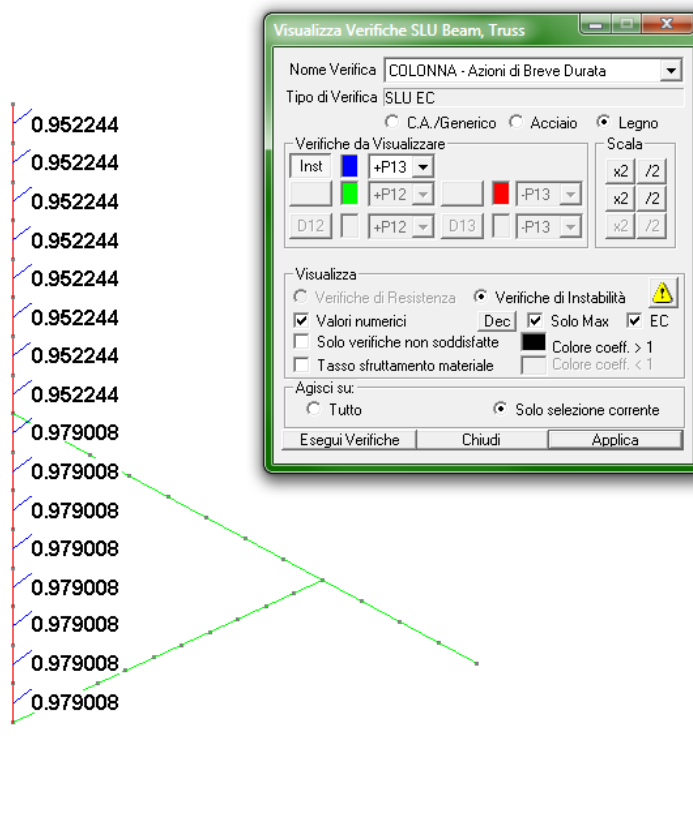 Visualizza Verifiche SLU Beam, Truss
Nome Verifica COLONNA - Azioni di Breve Durata
Tipo di Verifica SLU EC
C.A./Generico Acciaio Legno
Verifiche da Visualizzare Scala
Inst +P13 x2 /2
+P12 -P13 x2 /2
D12 +P12 D13 -P13 x2 /2
Visualizza
Verifiche di Resistenza Verifiche di Instabilità
Valori numerici Dec Solo Max EC
Solo verifiche non soddisfatte Colore coeff. > 1
Tasso sfruttamento materiale Colore coeff. < 1
Agisci su:
Tutto Solo selezione corrente
Esegui Verifiche Chiudi Applica
0.952244
0.952244
0.952244
0.952244
0.952244
0.952244
0.952244
0.952244
0.979008
0.979008
0.979008
0.979008
0.979008
0.979008
0.979008
0.979008